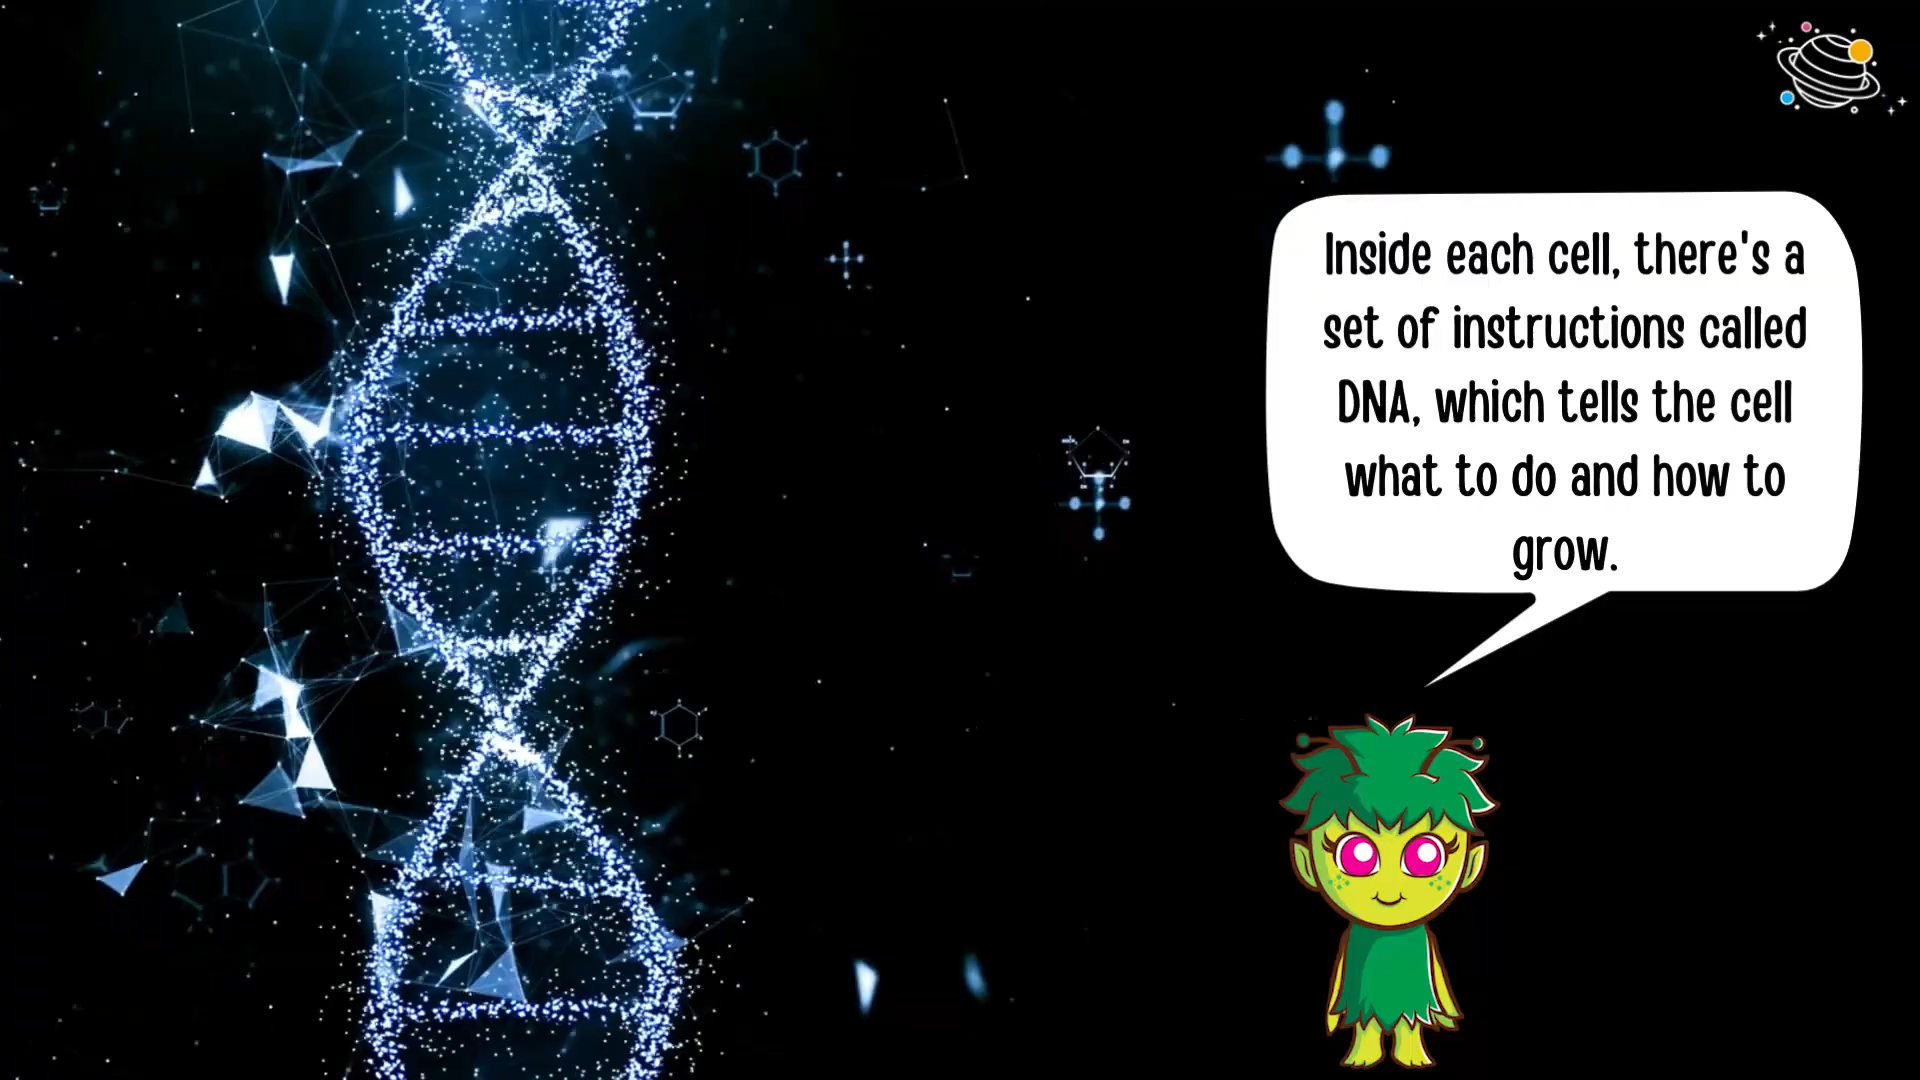 Inside each cell, there's a
set of instructions called
DNA, which tells the cell
what to do and how to
grow.